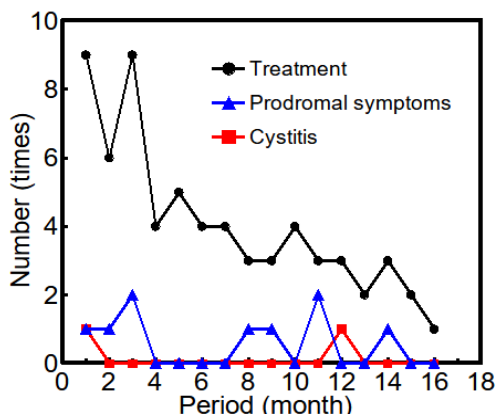 10
8
6
4
2
0
Number (times)
Treatment
Prodromal symptoms
Cystitis
0 2 4 6 8 10 12 14 16 18
Period (month)